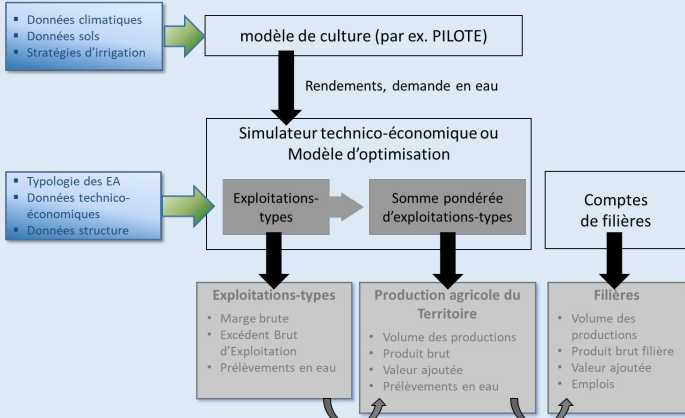 ▪ Données climatiques
▪ Données sols
▪ Stratégies d'irrigation
modèle de culture (par ex. PILOTE)
Rendements, demande en eau
Simulateur technico-économique ou
Modèle d'optimisation
▪ Typologie des EA
▪ Données technico-
économiques
▪ Données structure
Exploitations-
types
Somme pondérée
d'exploitations-types
Comptes
de filières
Exploitations-types
• Marge brute
• Excédent Brut
d'Exploitation
• Prélèvements en eau
Production agricole du
Territoire
• Volume des productions
• Produit brut
• Valeur ajoutée
• Prélèvements en eau
Filières
• Volume des
productions
• Produit brut filière
• Valeur ajoutée
• Emplois